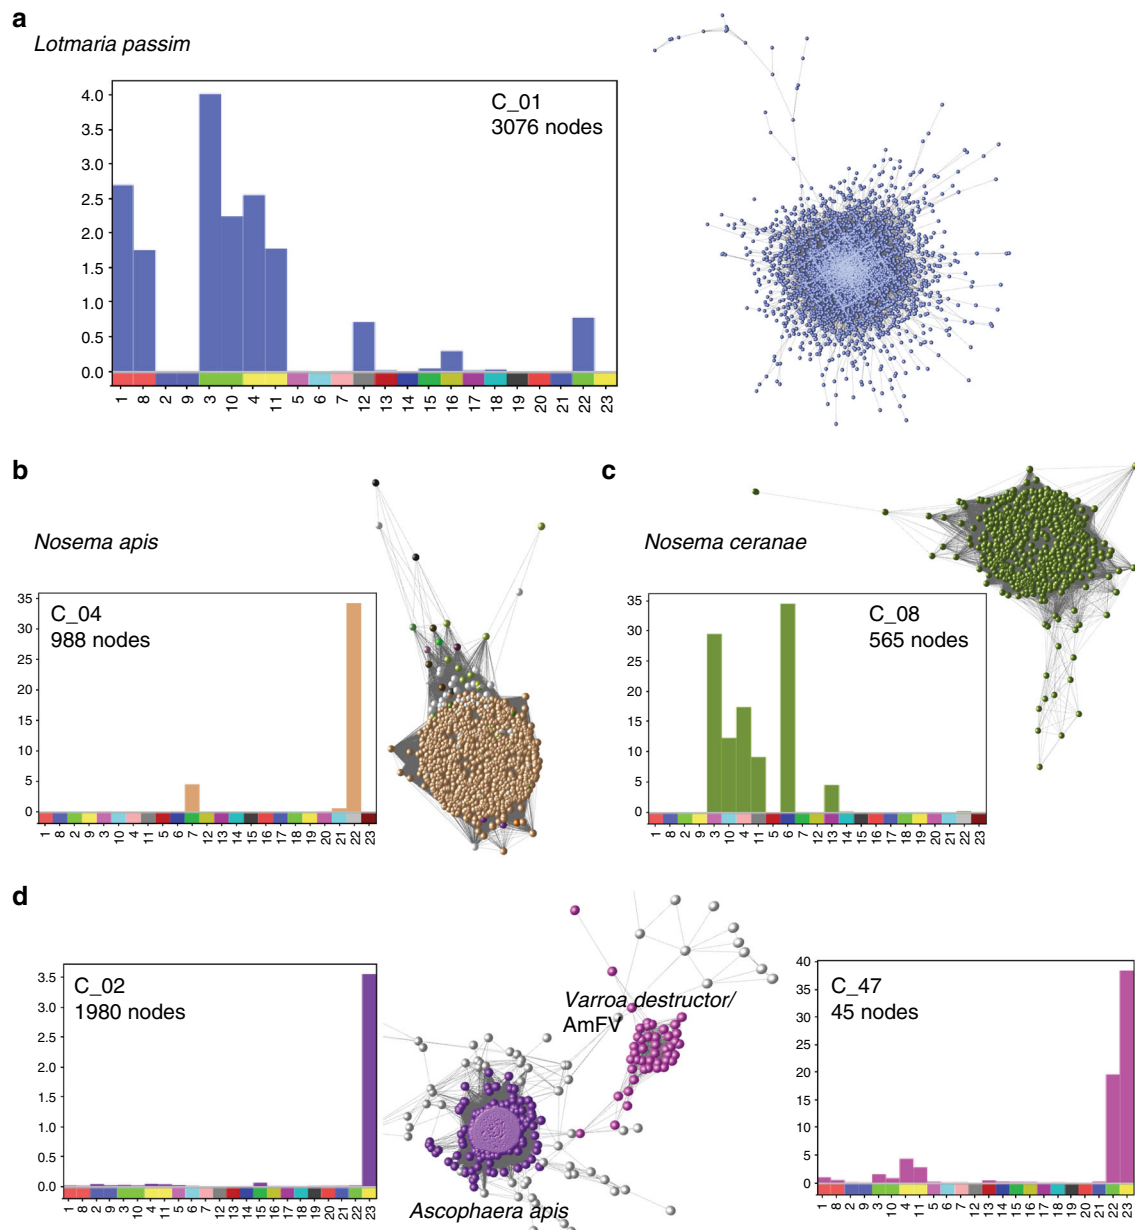 a
Lotmaria passim
C_01
3076 nodes
4.0
3.5
3.0
2.5
2.0
1.5
1.0
0.5
0.0
1 8 2 9 3 10 4 11 5 6 7 12 13 14 15 16 17 18 19 20 21 22 23
b
Nosema apis
C_04
988 nodes
35
30
25
20
15
10
5
0
1 8 2 9 3 10 4 11 5 6 7 12 13 14 15 16 17 18 19 20 21 22 23
c
Nosema ceranae
C_08
565 nodes
35
30
25
20
15
10
5
0
1 8 2 9 3 10 4 11 5 6 7 12 13 14 15 16 17 18 19 20 21 22 23
d
C_02
1980 nodes
3.5
3.0
2.5
2.0
1.5
1.0
0.5
0.0
1 8 2 9 3 10 4 11 5 6 7 12 13 14 15 16 17 18 19 20 21 22 23
Varroa destructor/
AmFV
Ascophaera apis
C_47
45 nodes
40
35
30
25
20
15
10
5
0
1 8 2 9 3 10 4 11 5 6 7 12 13 14 15 16 17 18 19 20 21 22 23